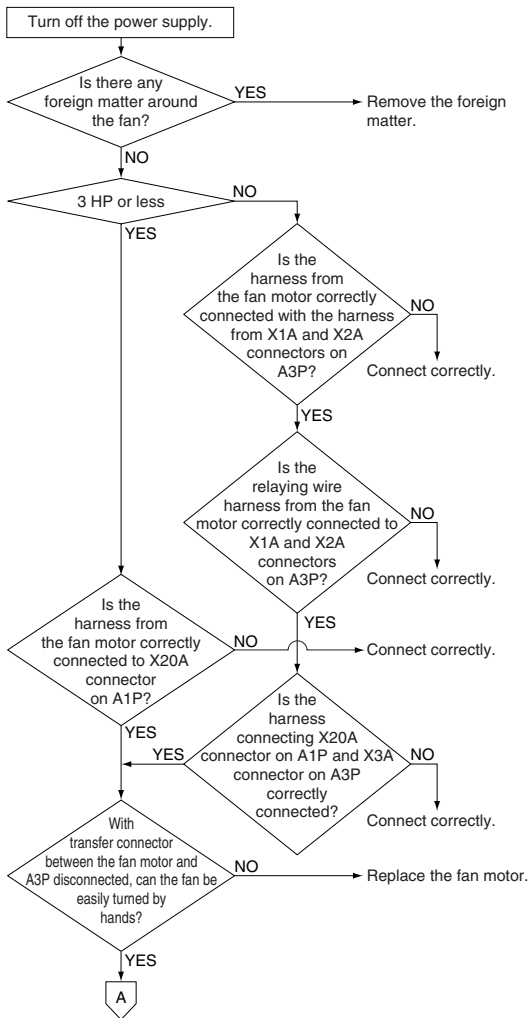 Turn off the power supply.
Is there any
foreign matter around
the fan?
YES
Remove the foreign
matter.
NO
3 HP or less
NO
YES
Is the
harness from
the fan motor correctly
connected with the harness
from X1A and X2A
connectors on
A3P?
NO
Connect correctly.
YES
Is the
relaying wire
harness from the fan
motor correctly connected to
X1A and X2A
connectors
on A3P?
NO
Connect correctly.
YES
Is the
harness from
the fan motor correctly
connected to X20A
connector
on A1P?
NO
Connect correctly.
YES
Is the
harness
connecting X20A
connector on A1P and X3A
connector on A3P
correctly
connected?
YES
NO
Connect correctly.
With
transfer connector
between the fan motor and
A3P disconnected, can the fan be
easily turned by
hands?
NO
Replace the fan motor.
YES
A